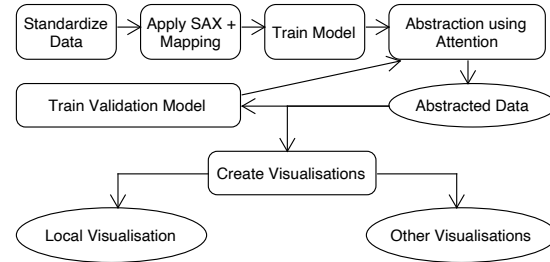 Standardize
Data
Apply SAX +
Mapping
Train Model
Abstraction using
Attention
Train Validation Model
Abstracted Data
Create Visualisations
Local Visualisation
Other Visualisations